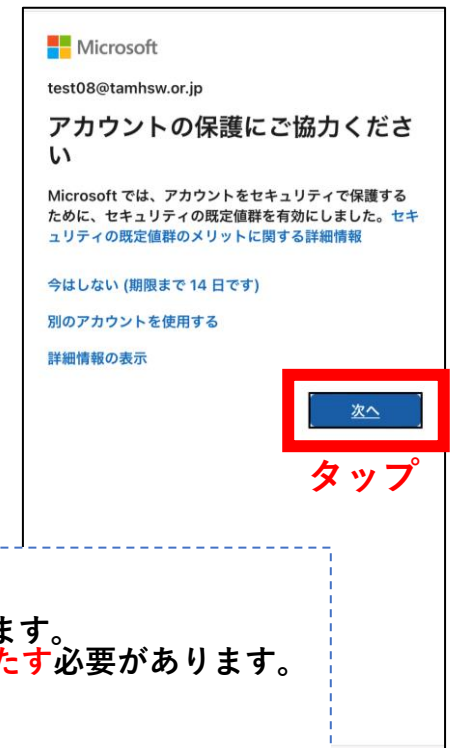 Microsoft
test08@tamhsw.or.jp
アカウントの保護にご協力くださ
い
Microsoft では、アカウントをセキュリティで保護する
ために、セキュリティの既定値群を有効にしました。セキ
ュリティの既定値群のメリットに関する詳細情報
今はしない (期限まで 14 日です)
別のアカウントを使用する
詳細情報の表示
次へ
タップ
ます。
たす必要があります。